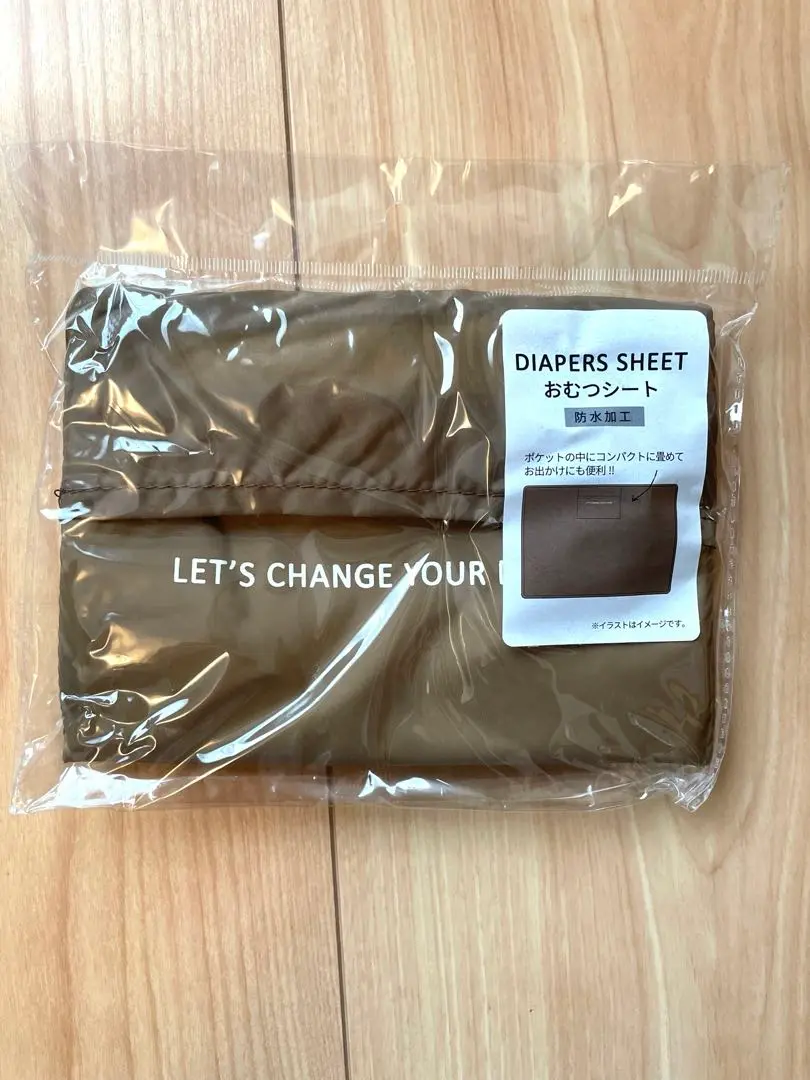 DIAPERS SHEET
おむつシート
防水加工
ポケットの中にコンパクトに畳めて
お出かけにも便利!!
※イラストはイメージです。
LET'S CHANGE YOUR